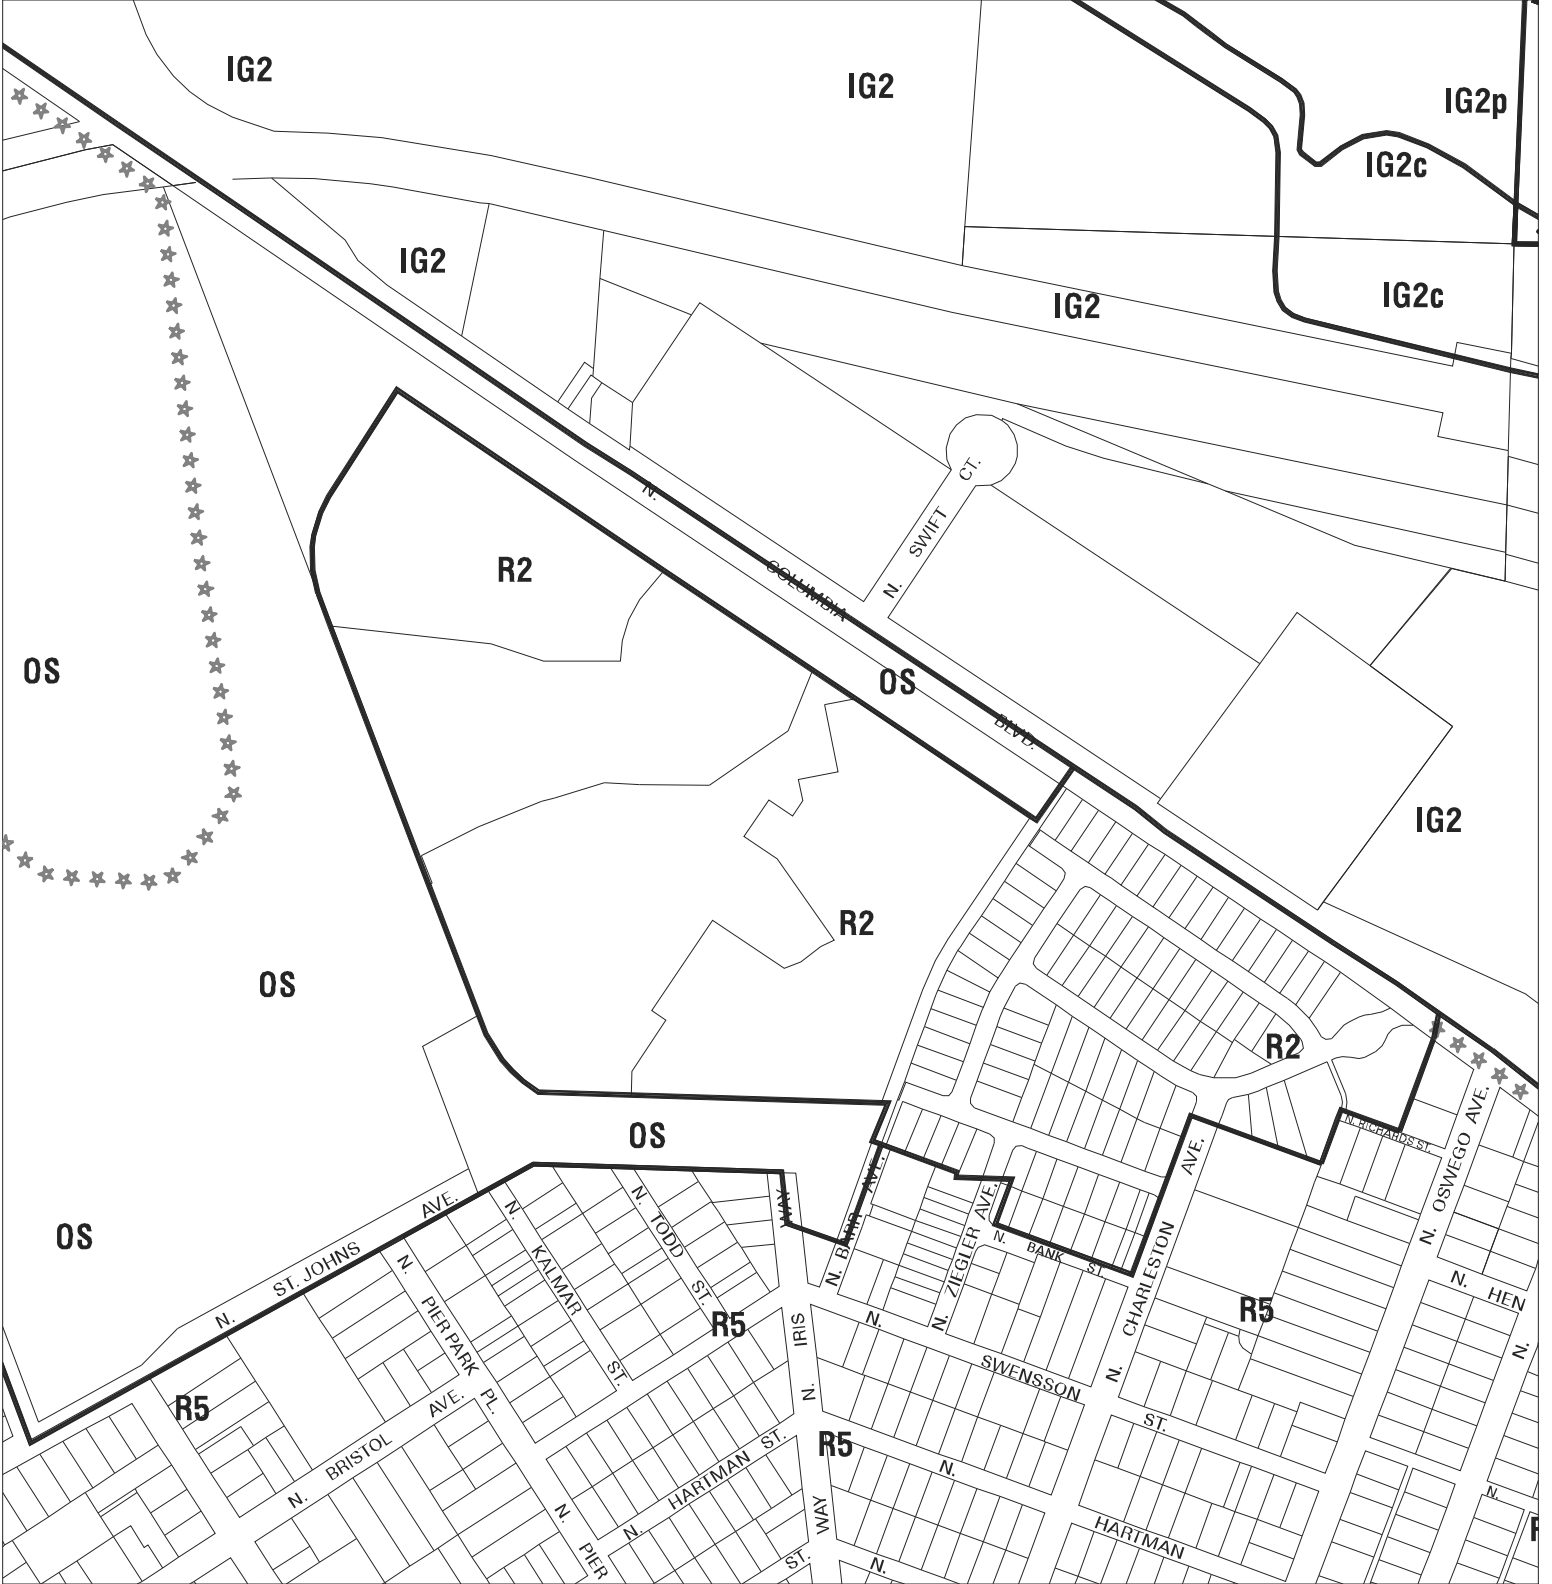 IG2
IG2
IG2p
IG2c
IG2
IG2c
IG2
N. SWIFT CT.
N. COLUMBIA BLVD.
R2
OS
OS
IG2
R2
OS
R2
N. RICHARDS ST.
OS
N. OSWEGO AVE.
N. BARR AVE.
WAY
N. ZIEGLER AVE.
N. BANK ST.
N. CHARLESTON AVE.
OS
N. ST. JOHNS AVE.
N. KALMAR ST.
N. TODD ST.
N. PIER PARK PL.
N. HEN
R5
R5
N. IRIS
N.
N. SWENSSON ST.
R5
N. BRISTOL AVE.
R5
N. HARTMAN ST.
N. HARTMAN
WAY
N.
N. PIER
ST.
N.
N.